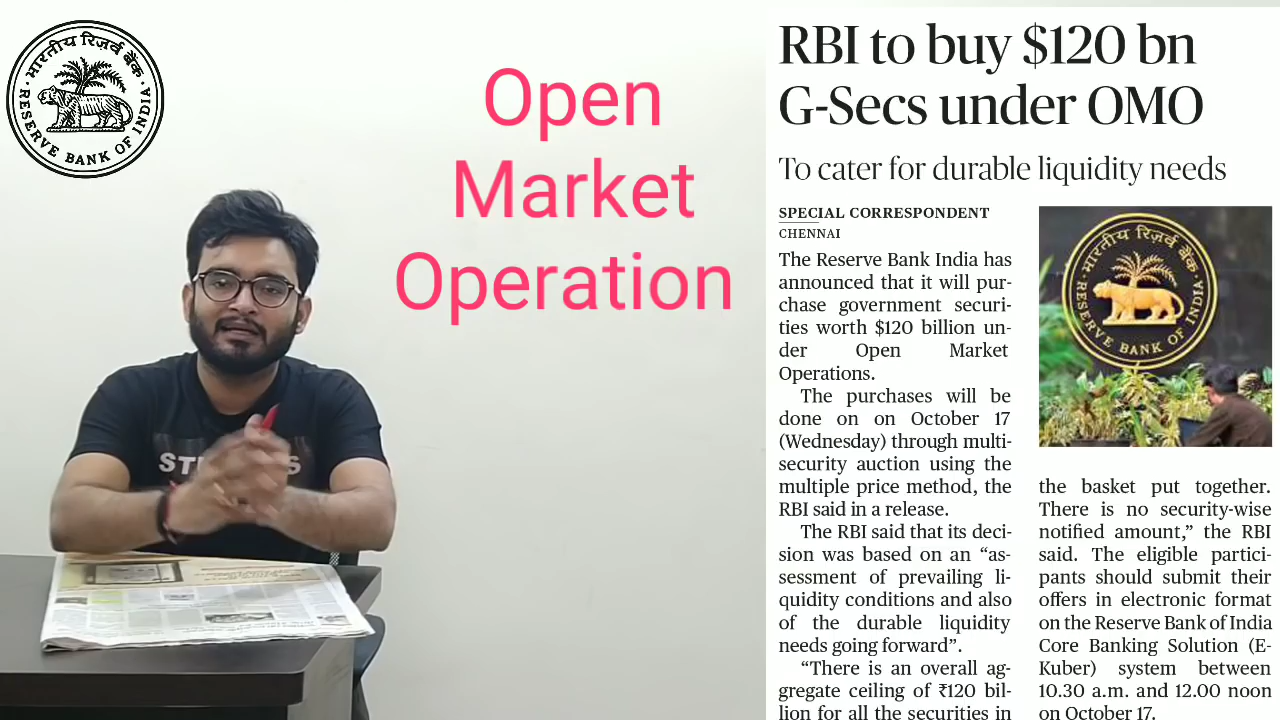 भारतीय रिज़र्व बैंक
RESERVE BANK OF INDIA
Open
Market
Operation
RBI to buy $120 bn
G-Secs under OMO
To cater for durable liquidity needs
SPECIAL CORRESPONDENT
CHENNAI
The Reserve Bank India has
announced that it will pur-
chase government securi-
ties worth $120 billion un-
der Open Market
Operations.
The purchases will be
done on on October 17
(Wednesday) through multi-
security auction using the
multiple price method, the
RBI said in a release.
The RBI said that its deci-
sion was based on an “as-
sessment of prevailing li-
quidity conditions and also
of the durable liquidity
needs going forward”.
“There is an overall ag-
gregate ceiling of ₹120 bil-
lion for all the securities in
भारतीय रिज़र्व बैंक
RESERVE BANK OF INDIA
the basket put together.
There is no security-wise
notified amount,” the RBI
said. The eligible partici-
pants should submit their
offers in electronic format
on the Reserve Bank of India
Core Banking Solution (E-
Kuber) system between
10.30 a.m. and 12.00 noon
on October 17.